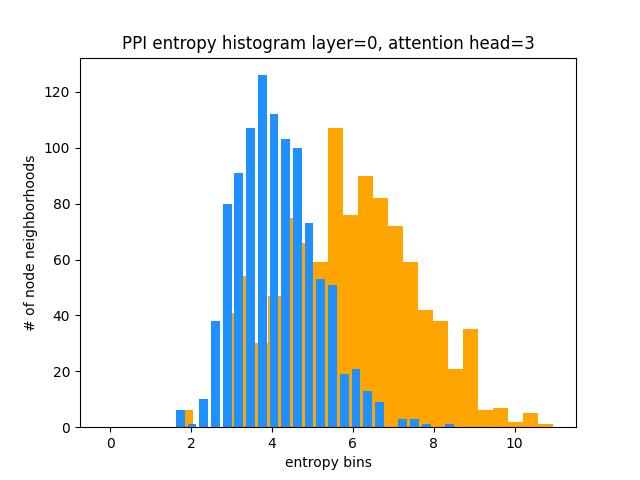 PPI entropy histogram layer=0, attention head=3
120
100
80
60
40
20
0
# of node neighborhoods
0 2 4 6 8 10
entropy bins